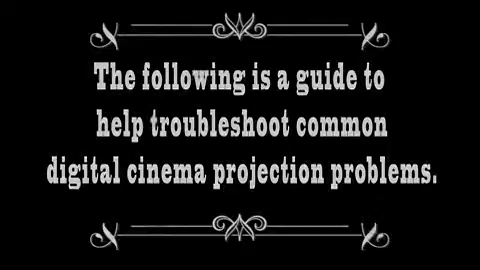 The following is a guide to
help troubleshoot common
digital cinema projection problems.